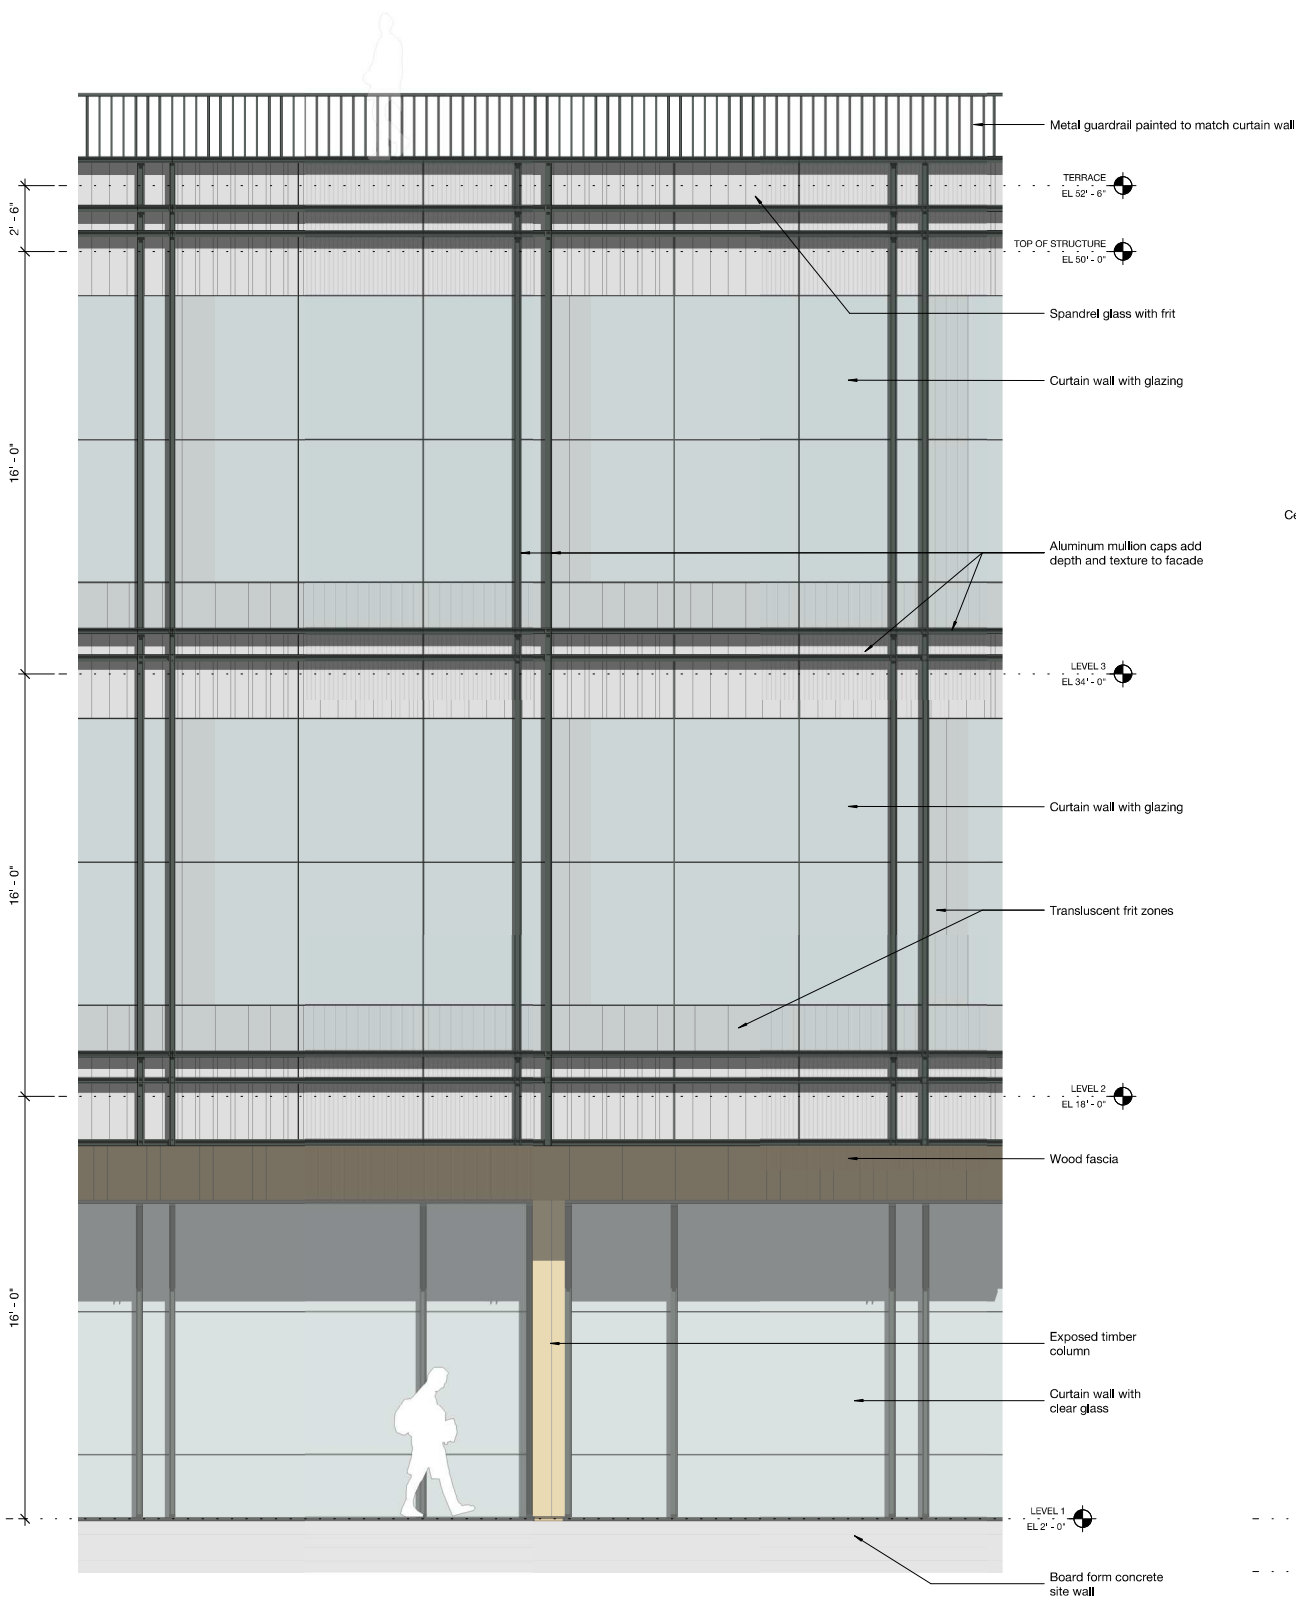 Metal guardrail painted to match curtain wall
TERRACE
EL 52' - 6"
2' - 6"
TOP OF STRUCTURE
EL 50' - 0"
Spandrel glass with frit
Curtain wall with glazing
16' - 0"
Ce
Aluminum mullion caps add
depth and texture to facade
LEVEL 3
EL 34' - 0"
Curtain wall with glazing
16' - 0"
Transluscent frit zones
LEVEL 2
EL 18' - 0"
Wood fascia
16' - 0"
Exposed timber
column
Curtain wall with
clear glass
LEVEL 1
EL 2' - 0"
Board form concrete
site wall